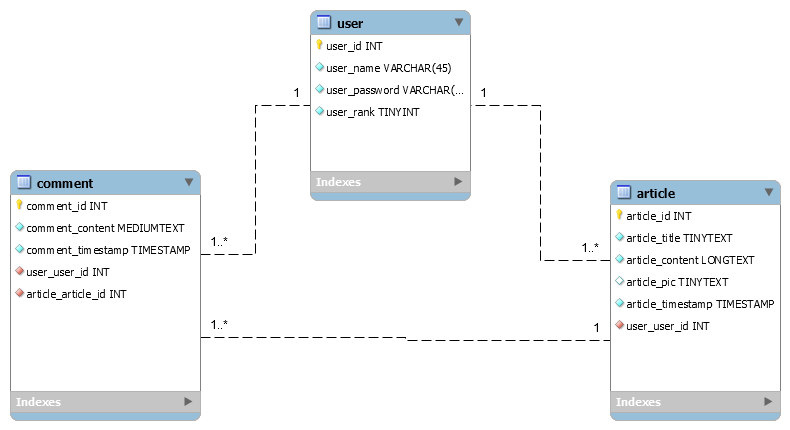 user
user_id INT
user_name VARCHAR(45)
user_password VARCHAR(...
user_rank TINYINT
Indexes
1
1
comment
comment_id INT
comment_content MEDIUMTEXT
comment_timestamp TIMESTAMP
user_user_id INT
article_article_id INT
Indexes
1..*
1..*
article
article_id INT
article_title TINYTEXT
article_content LONGTEXT
article_pic TINYTEXT
article_timestamp TIMESTAMP
user_user_id INT
Indexes
1..*
1